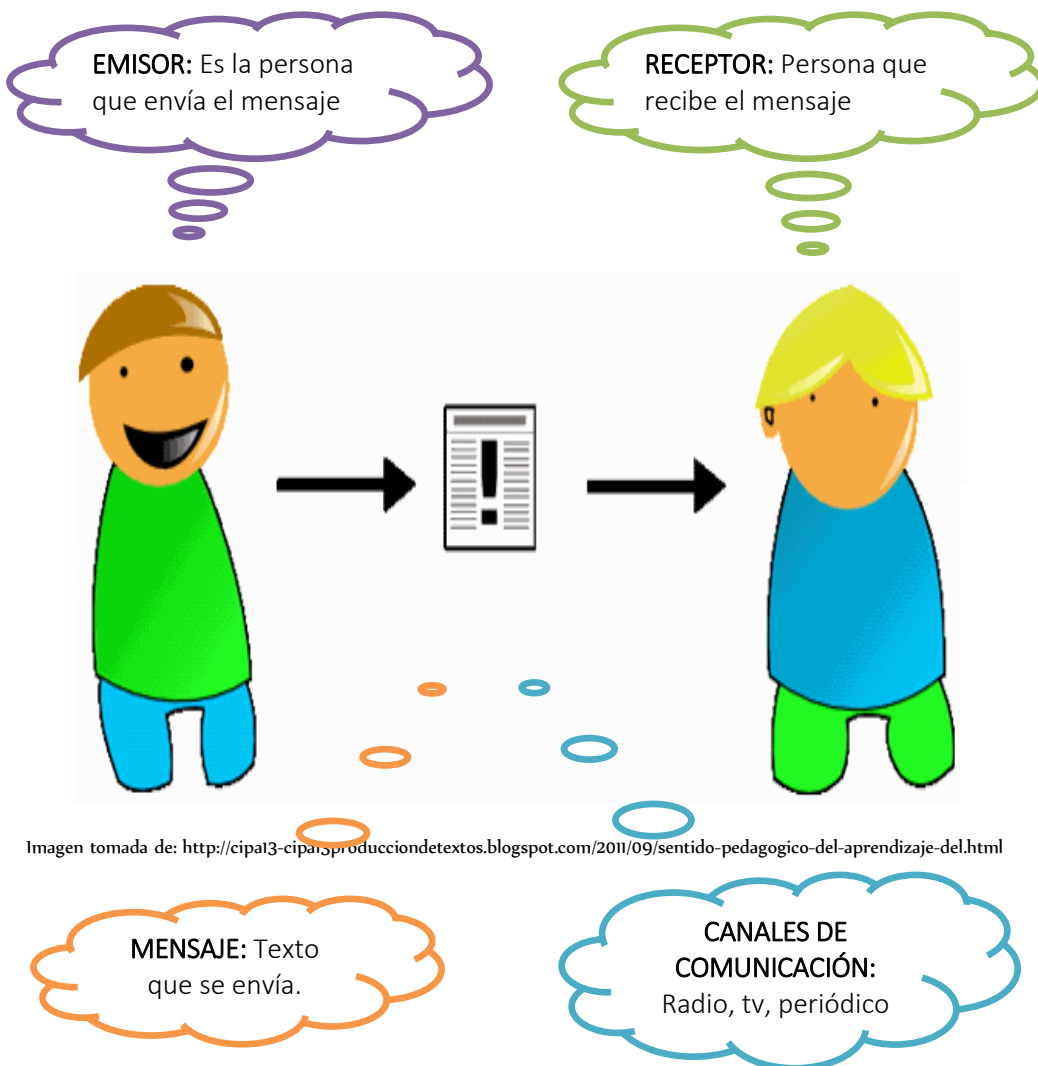 EMISOR: Es la persona
que envía el mensaje
RECEPTOR: Persona que
recibe el mensaje
Imagen tomada de: http://cipa13-cipa13producciondetextos.blogspot.com/2011/09/sentido-pedagogico-del-aprendizaje-del.html
MENSAJE: Texto
que se envía.
CANALES DE
COMUNICACIÓN:
Radio, tv, periódico